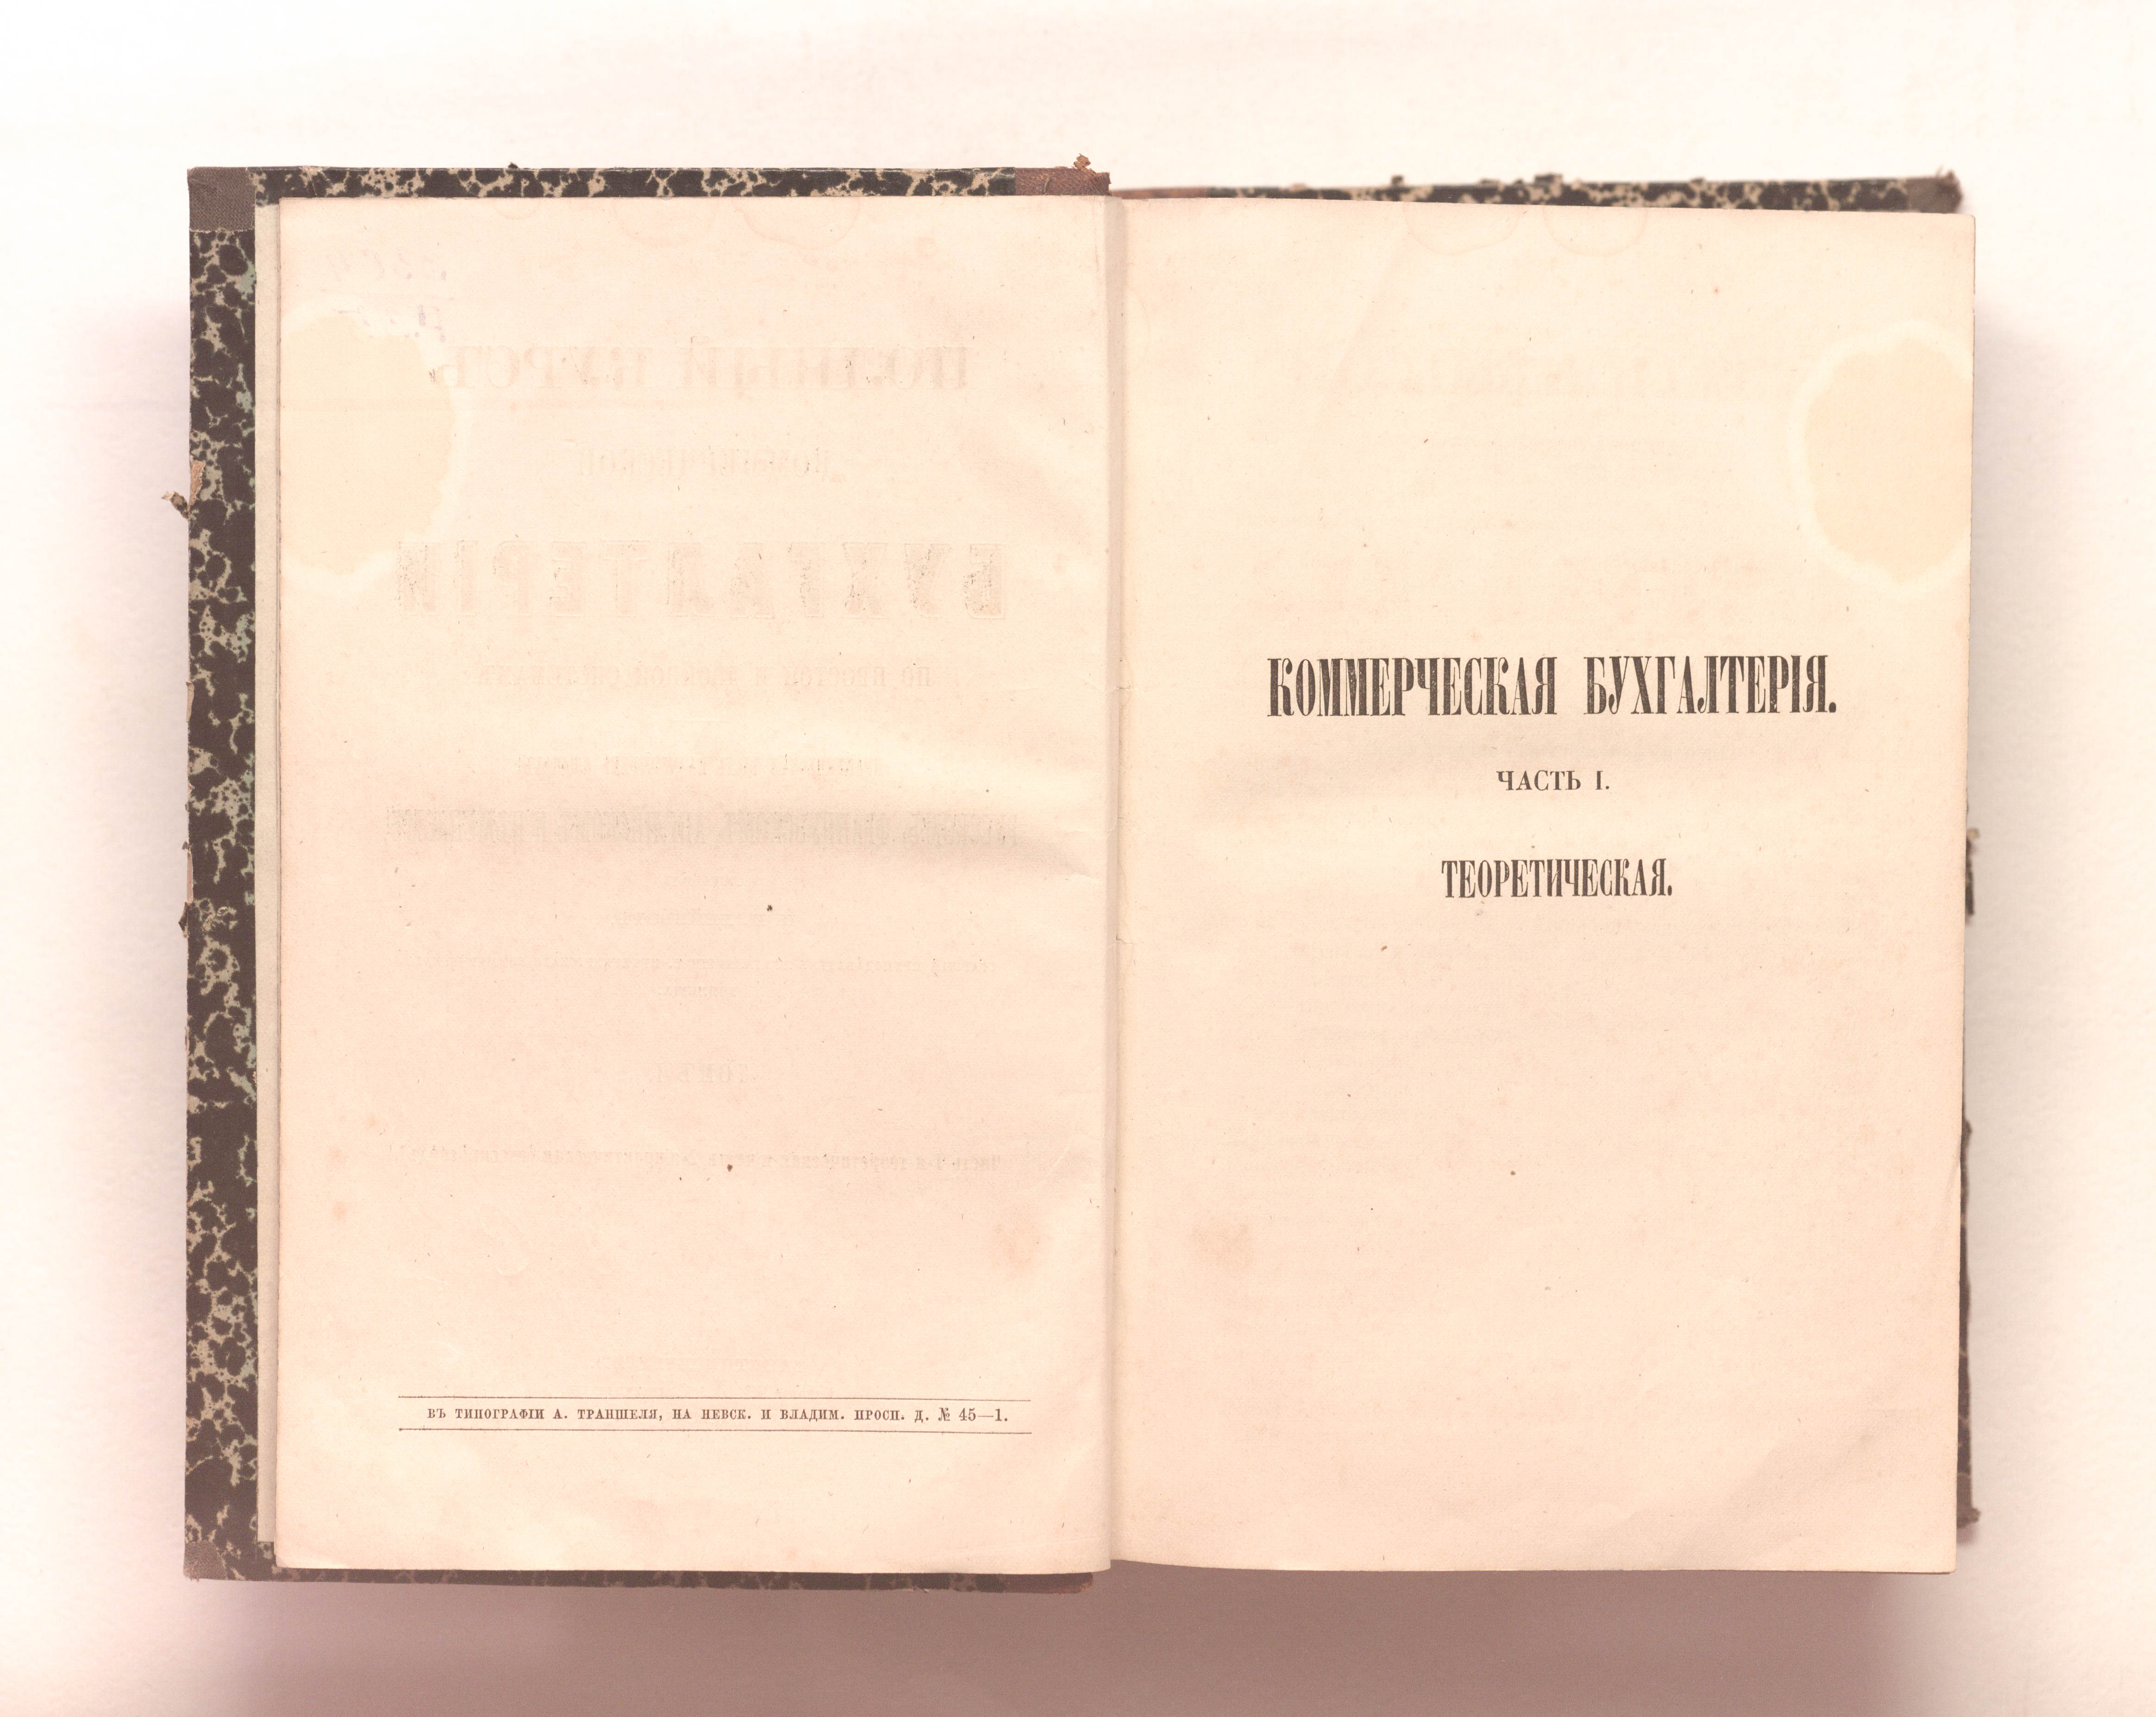 ВЪ ТИПОГРАФІИ А. ТРАНШЕЛЯ, НА НЕВСК. И ВЛАДИМ. ПРОСП. Д. № 45—1.
КОММЕРЧЕСКАЯ БУХГАЛТЕРІЯ.
ЧАСТЬ I.
ТЕОРЕТИЧЕСКАЯ.